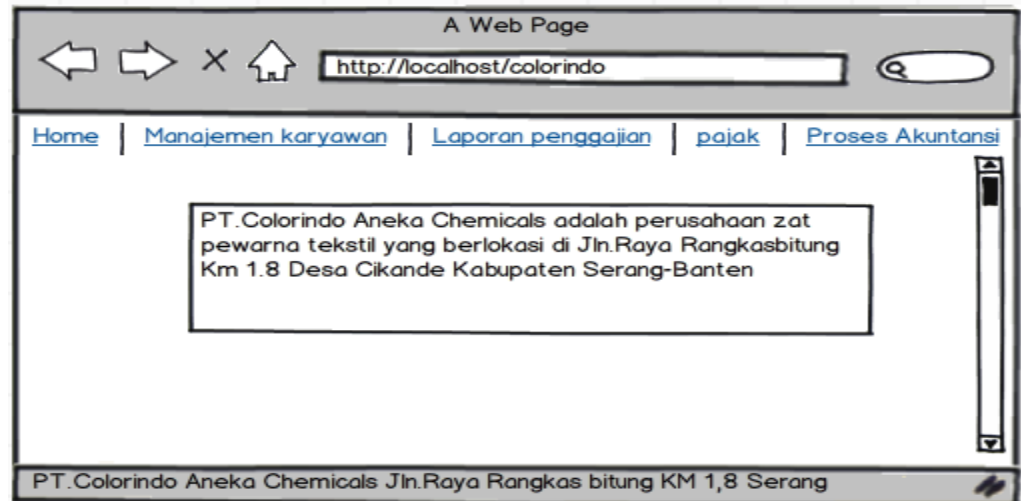 A Web Page
http://localhost/colorindo
Home | Manajemen karyawan | Laporan penggajian | pajak | Proses Akuntansi
PT.Colorindo Aneka Chemicals adalah perusahaan zat
pewarna tekstil yang berlokasi di Jln.Raya Rangkasbitung
Km 1.8 Desa Cikande Kabupaten Serang-Banten
PT.Colorindo Aneka Chemicals Jln.Raya Rangkas bitung KM 1,8 Serang